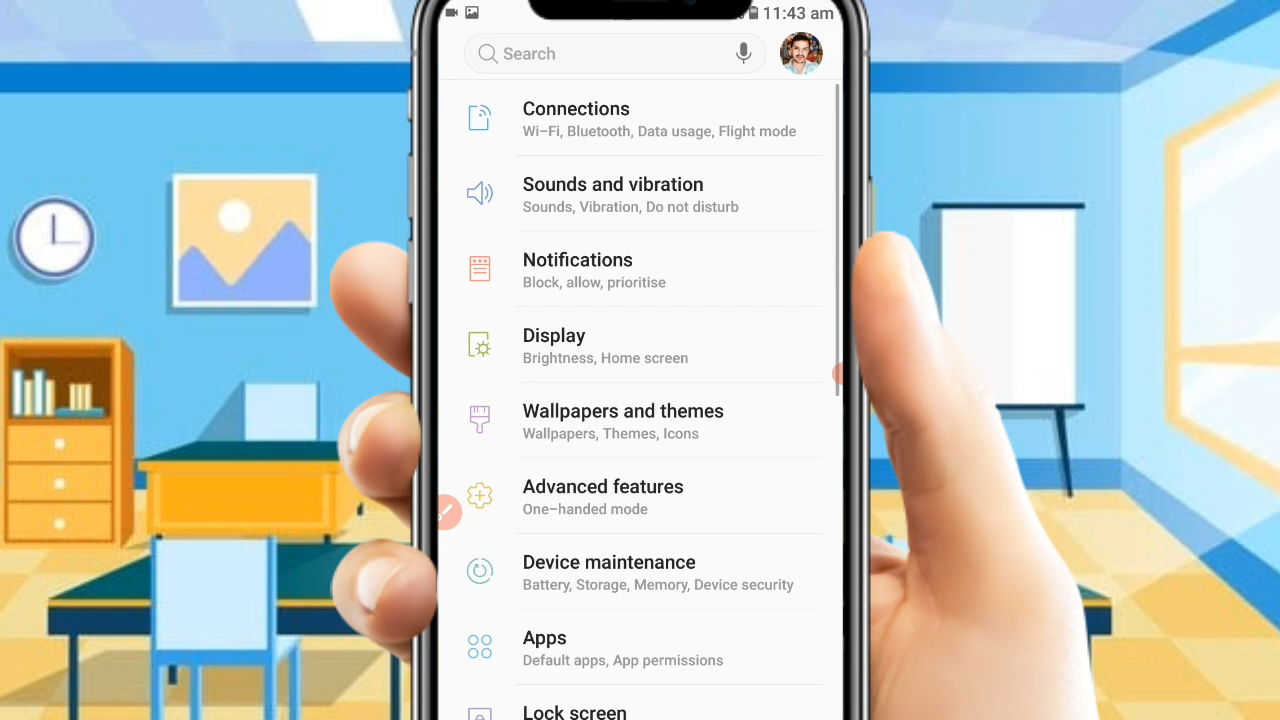 11:43 am
Search
Connections
Wi-Fi, Bluetooth, Data usage, Flight mode
Sounds and vibration
Sounds, Vibration, Do not disturb
Notifications
Block, allow, prioritise
Display
Brightness, Home screen
Wallpapers and themes
Wallpapers, Themes, Icons
Advanced features
One-handed mode
Device maintenance
Battery, Storage, Memory, Device security
Apps
Default apps, App permissions
Lock screen